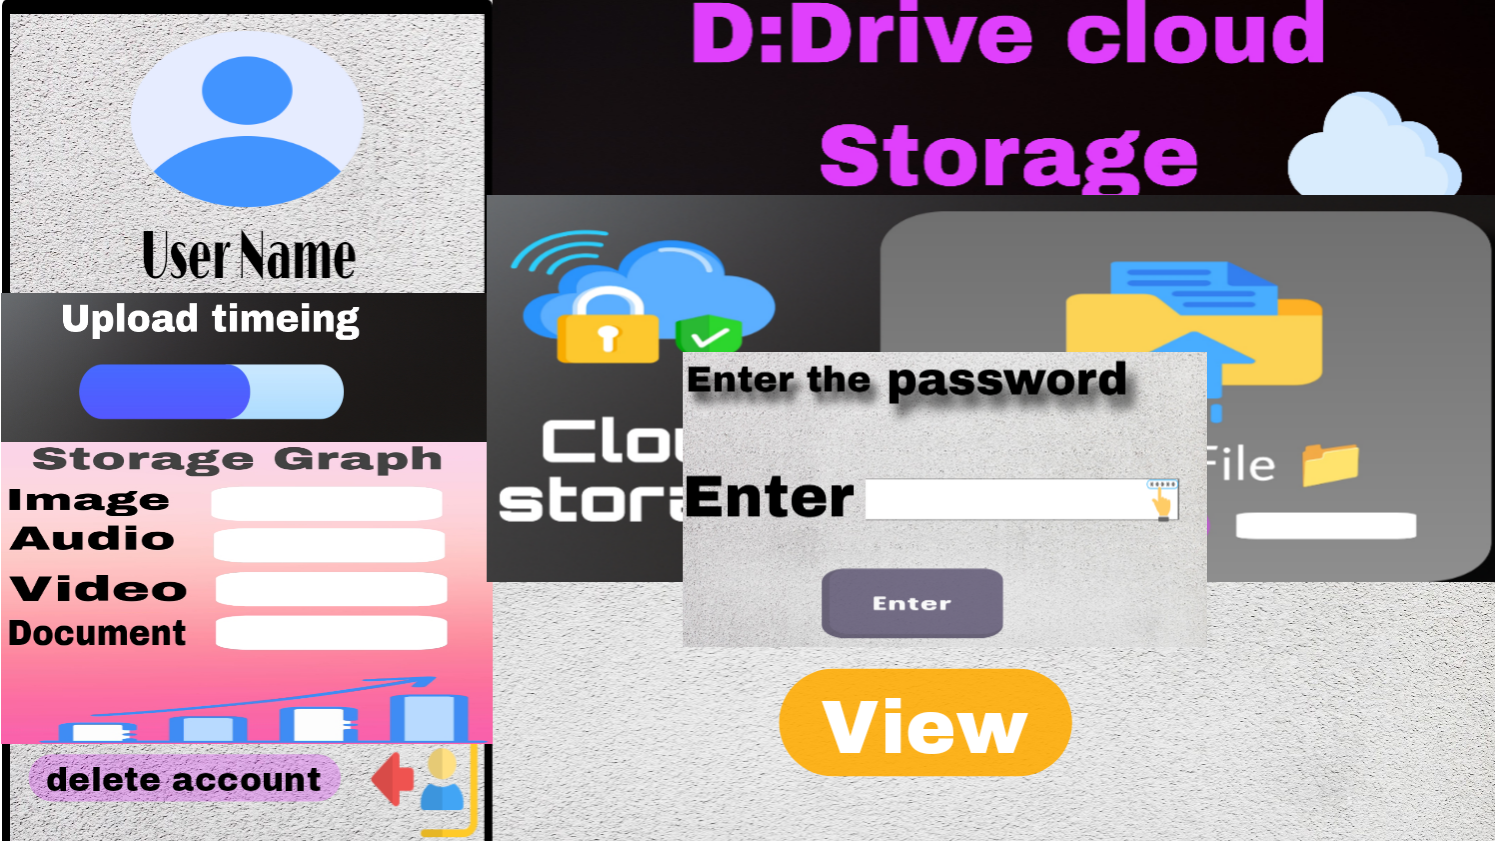 D:Drive cloud
Storage
User Name
Upload timeing
Storage Graph
Image
Audio
Video
Document
delete account
Enter the password
Enter
Enter
File
View